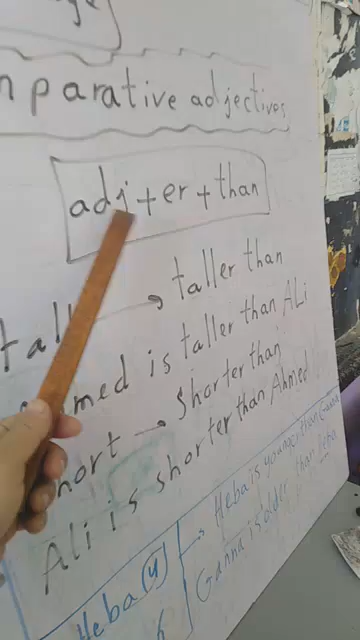 mparative adjectives
adj + er + than
tall → taller than
med is taller than ALi
hort → shorter than
Ali is shorter than Ahmed
Heba is younger than Ganna
Heba (4)
Ganna is older than Heba